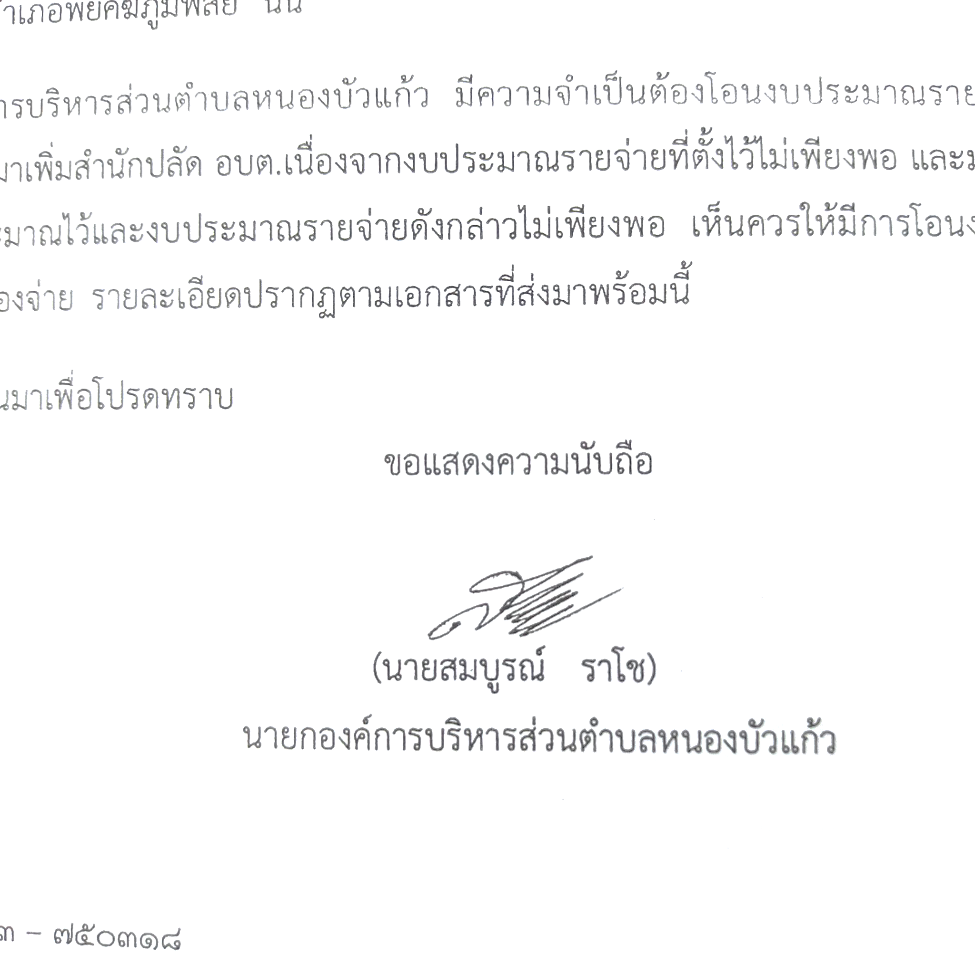 าเภอพยัคฆภูมิพิสัย นั้น
ารบริหารส่วนตำบลหนองบัวแก้ว มีความจำเป็นต้องโอนงบประมาณราย
มาเพิ่มสำนักปลัด อบต.เนื่องจากงบประมาณรายจ่ายที่ตั้งไว้ไม่เพียงพอ และ
มาณไว้และงบประมาณรายจ่ายดังกล่าวไม่เพียงพอ เห็นควรให้มีการโอนง
องจ่าย รายละเอียดปรากฏตามเอกสารที่ส่งมาพร้อมนี้
นมาเพื่อโปรดทราบ
ขอแสดงความนับถือ
(นายสมบูรณ์ ราโช)
นายกองค์การบริหารส่วนตำบลหนองบัวแก้ว
๓ - ๗๕๐๓๑๘